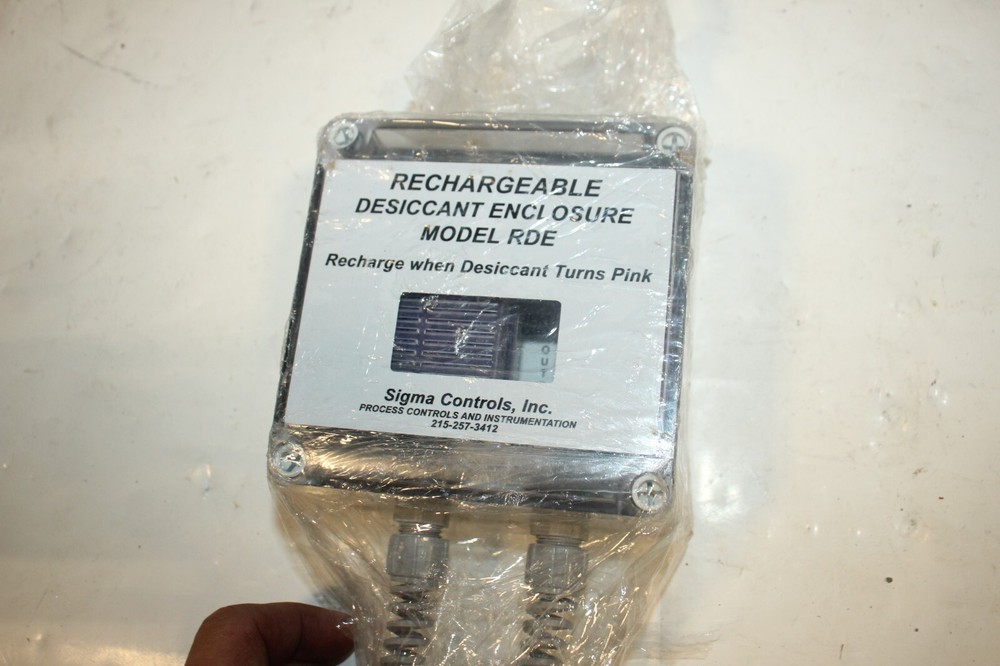 RECHARGEABLE
DESICCANT ENCLOSURE
MODEL RDE
Recharge when Desiccant Turns Pink
OUT
Sigma Controls, Inc.
PROCESS CONTROLS AND INSTRUMENTATION
215-257-3412